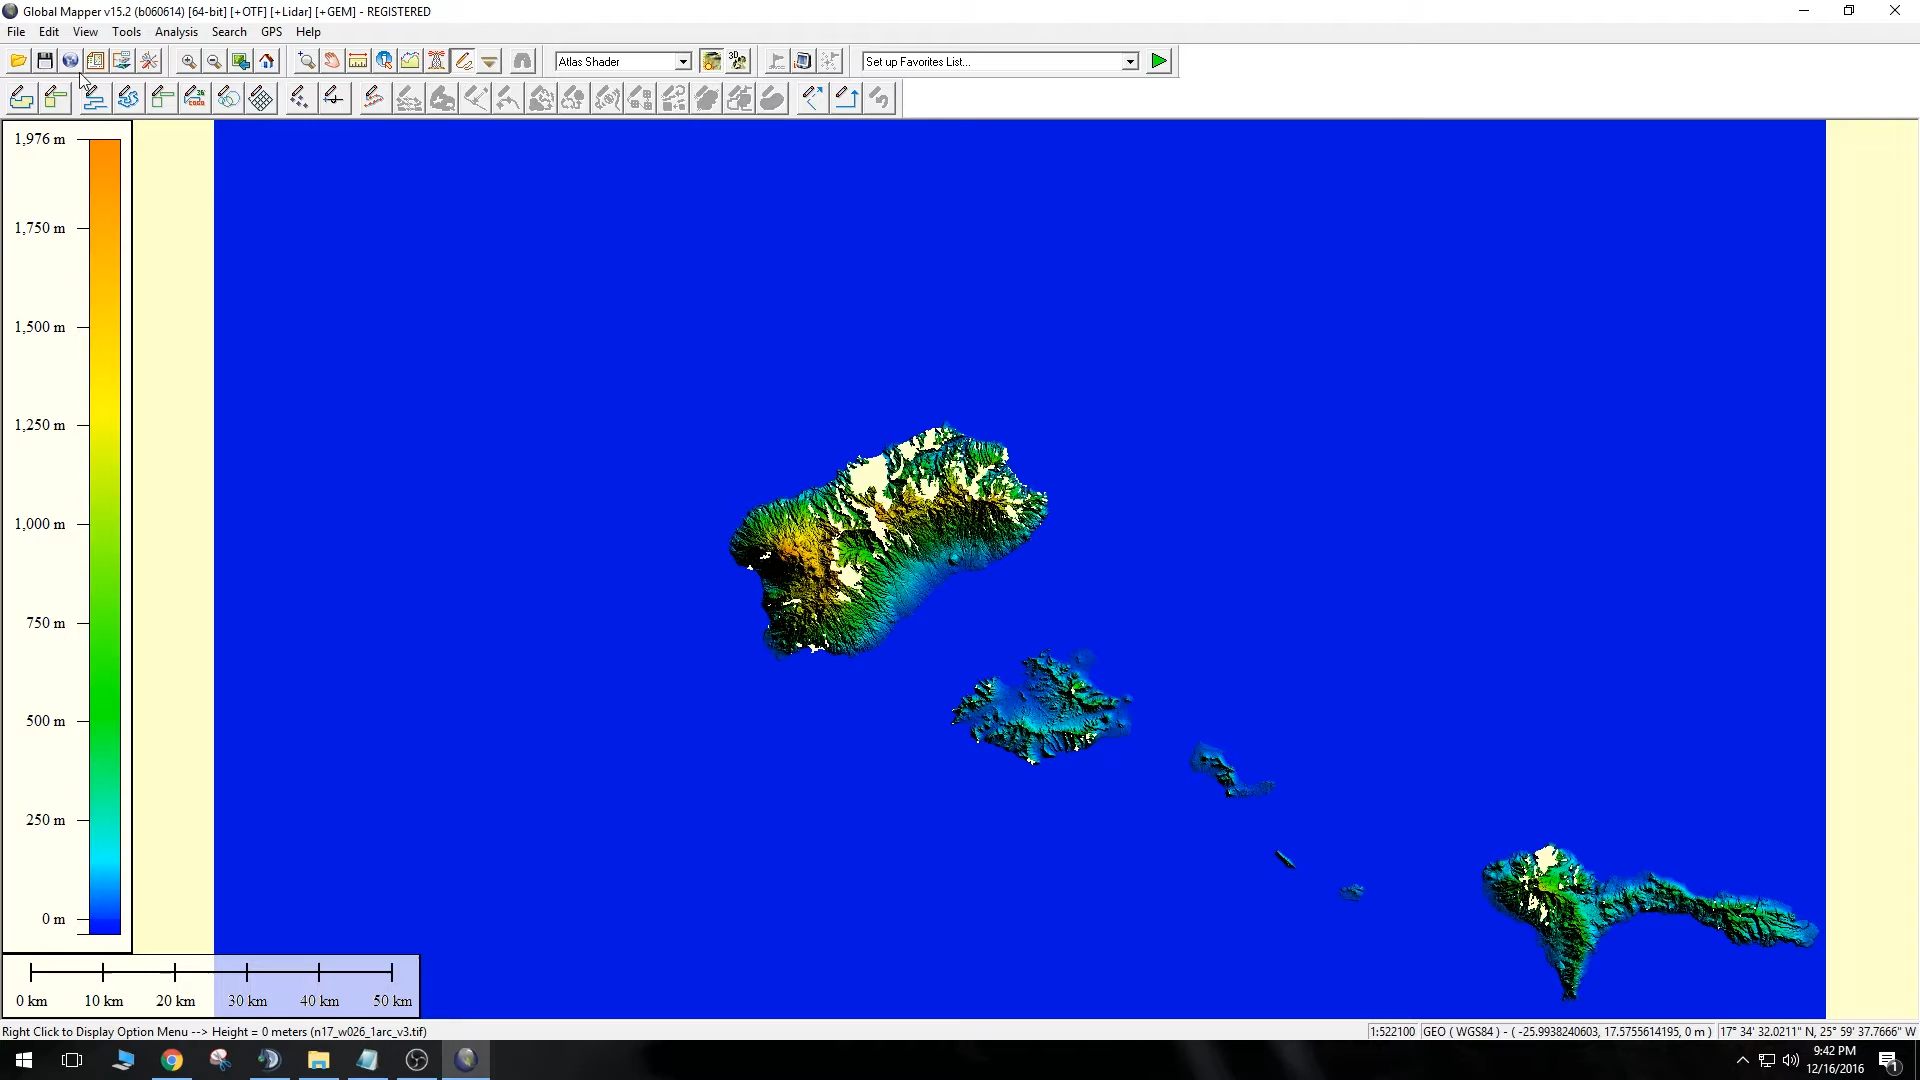 Global Mapper v15.2 (b060614) [64-bit] [+OTF] [+Lidar] [+GEM] - REGISTERED
File Edit View Tools Analysis Search GPS Help
Atlas Shader
3D
Set up Favorites List...
1,976 m
1,750 m
1,500 m
1,250 m
1,000 m
750 m
500 m
250 m
0 m
0 km 10 km 20 km 30 km 40 km 50 km
Right Click to Display Option Menu --> Height = 0 meters (n17_w026_1arc_v3.tif)
1:522100 GEO ( WGS84 ) - ( -25.9938240603, 17.5755614195, 0 m ) 17° 34' 32.0211" N, 25° 59' 37.7666" W
9:42 PM
12/16/2016
1